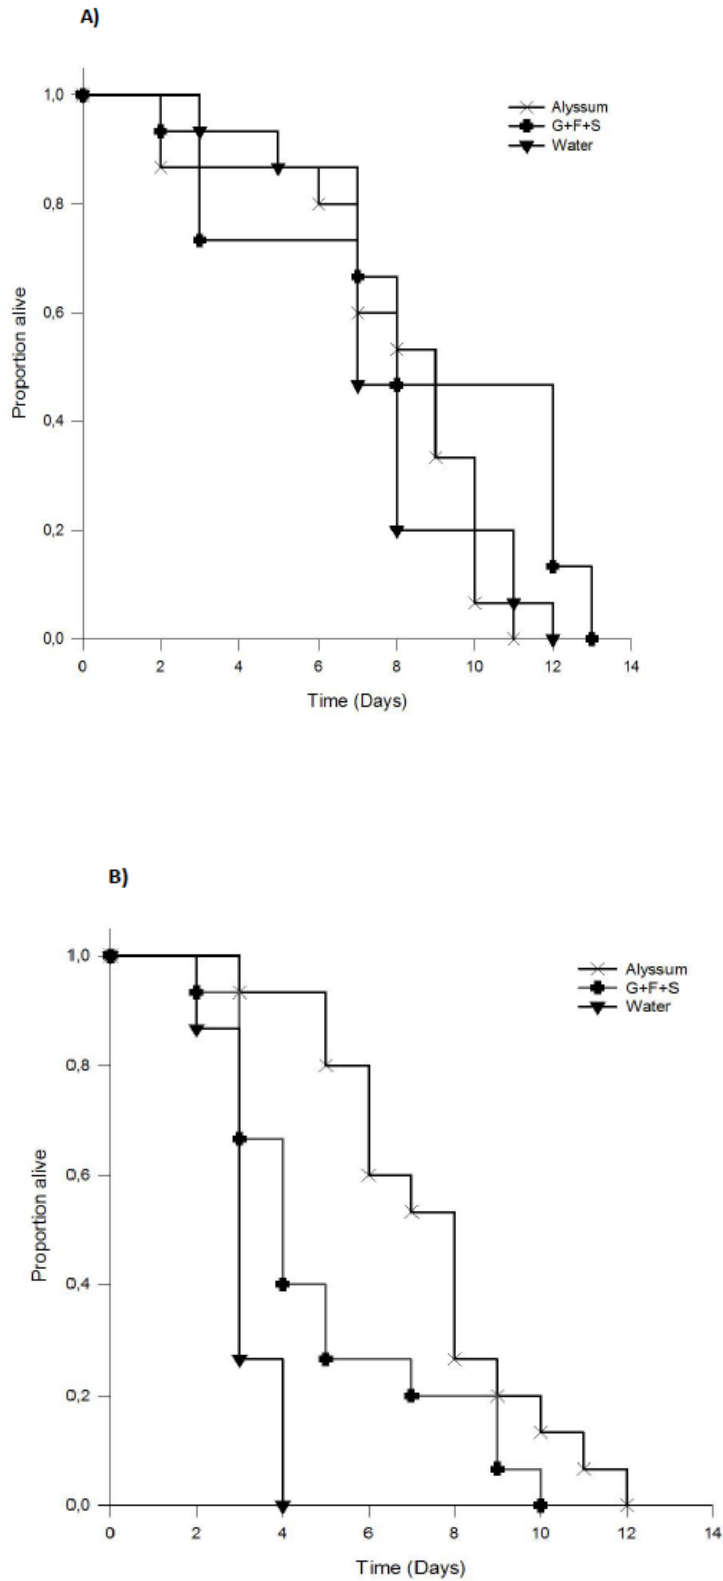 A)
Alyssum
G+F+S
Water
1,0
0,8
0,6
0,4
0,2
0,0
Proportion alive
0 2 4 6 8 10 12 14
Time (Days)
B)
Alyssum
G+F+S
Water
1,0
0,8
0,6
0,4
0,2
0,0
Proportion alive
0 2 4 6 8 10 12 14
Time (Days)